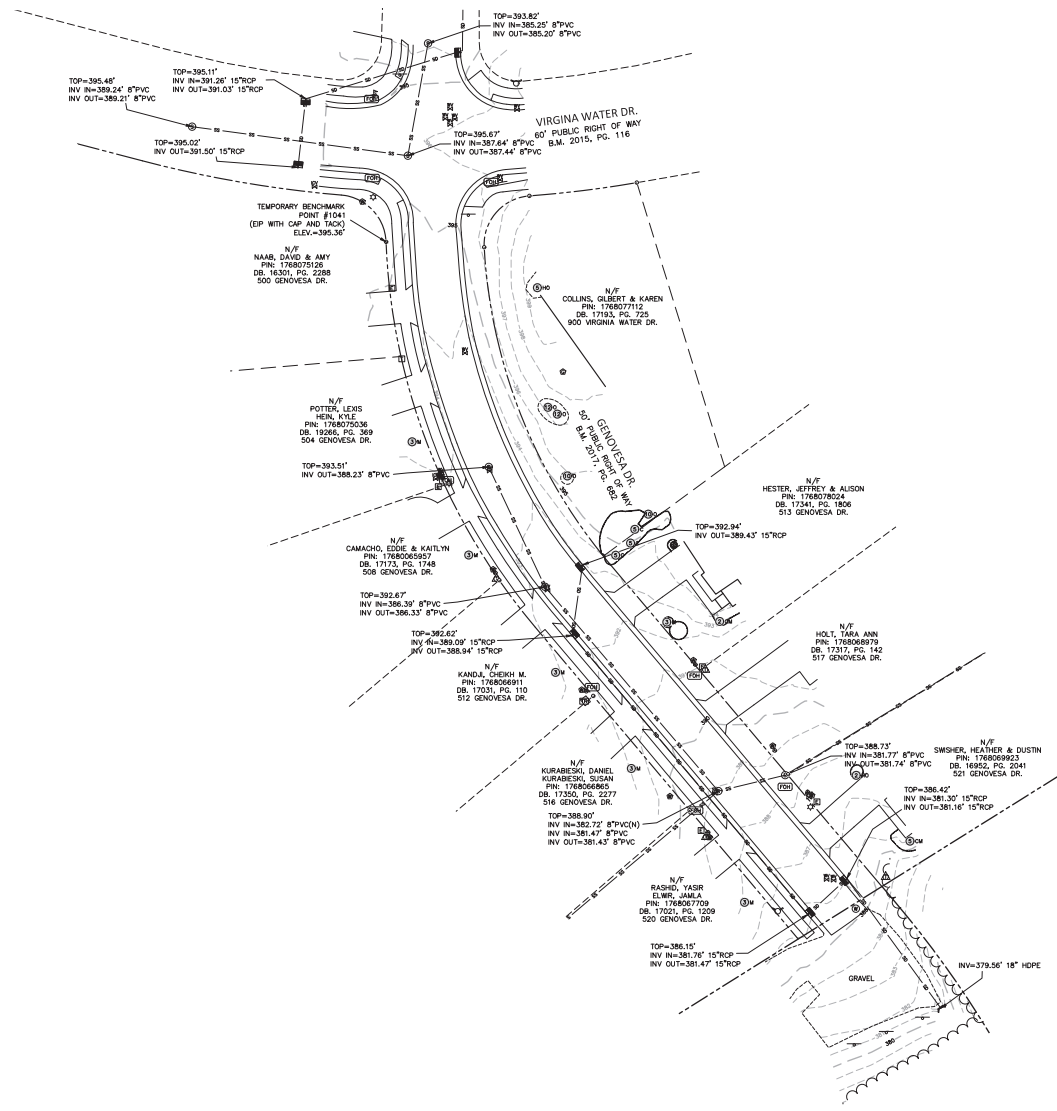 TOP=393.82'
INV IN=385.25' 8"PVC
INV OUT=385.20' 8"PVC
TOP=395.11'
INV IN=391.26' 15"RCP
INV OUT=391.03' 15"RCP
TOP=395.48'
INV IN=389.24' 8"PVC
INV OUT=389.21' 8"PVC
VIRGINIA WATER DR.
60' PUBLIC RIGHT OF WAY
B.M. 2015, PG. 116
TOP=395.67'
INV IN=387.64' 8"PVC
INV OUT=387.44' 8"PVC
TOP=395.02'
INV OUT=391.50' 15"RCP
TEMPORARY BENCHMARK
POINT #1041
(EIP WITH CAP AND TACK)
ELEV.=395.36'
N/F
NAAB, DAVID & AMY
PIN: 1768075126
DB. 16301, PG. 2288
500 GENOVESA DR.
N/F
COLLINS, GILBERT & KAREN
PIN: 1768077112
DB. 17193, PG. 725
900 VIRGINIA WATER DR.
N/F
POTTER, LEXIS
HEIN, KYLE
PIN: 1768075036
DB. 19266, PG. 369
504 GENOVESA DR.
GENOVESA DR.
50' PUBLIC RIGHT OF WAY
B.M. 2017, PG. 682
TOP=393.51'
INV OUT=388.23' 8"PVC
N/F
HESTER, JEFFREY & ALISON
PIN: 1768078024
DB. 17341, PG. 1806
513 GENOVESA DR.
TOP=392.94'
INV OUT=389.43' 15"RCP
N/F
CAMACHO, EDDIE & KAITLYN
PIN: 17680065957
DB. 17173, PG. 1748
508 GENOVESA DR.
TOP=392.67'
INV IN=386.39' 8"PVC
INV OUT=386.33' 8"PVC
TOP=392.62'
INV IN=389.09' 15"RCP
INV OUT=388.94' 15"RCP
N/F
HOLT, TARA ANN
PIN: 1768068979
DB. 17317, PG. 142
517 GENOVESA DR.
N/F
KANDJI, CHEIKH M.
PIN: 1768066911
DB. 17031, PG. 110
512 GENOVESA DR.
TOP=388.73'
INV IN=381.77' 8"PVC
INV OUT=381.74' 8"PVC
N/F
SWISHER, HEATHER & DUSTIN
PIN: 1768069923
DB. 16952, PG. 2041
521 GENOVESA DR.
N/F
KURABIESKI, DANIEL
KURABIESKI, SUSAN
PIN: 1768066865
DB. 17350, PG. 2277
516 GENOVESA DR.
TOP=386.42'
INV IN=381.30' 15"RCP
INV OUT=381.16' 15"RCP
TOP=388.90'
INV IN=382.72' 8"PVC(N)
INV IN=381.47' 8"PVC
INV OUT=381.43' 8"PVC
N/F
RASHID, YASIR
ELWIR, JAMLA
PIN: 1768067709
DB. 17021, PG. 1209
520 GENOVESA DR.
TOP=386.15'
INV IN=381.76' 15"RCP
INV OUT=381.47' 15"RCP
INV=379.56' 18" HDPE
GRAVEL
380